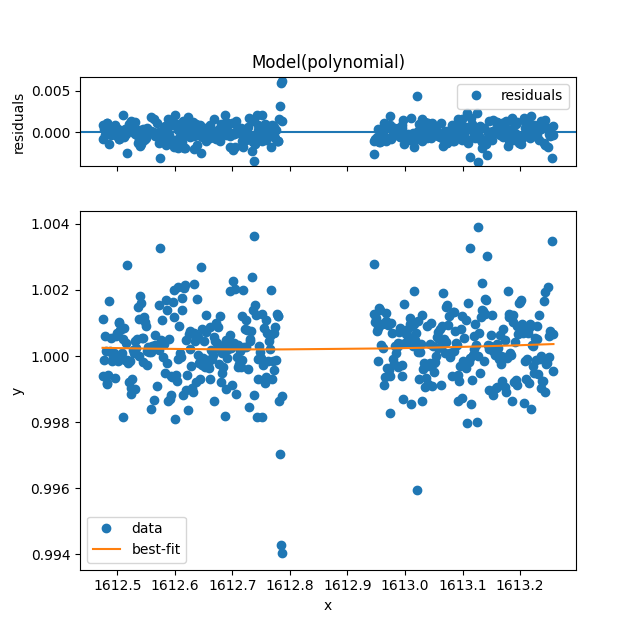 Model(polynomial)
residuals
0.005
0.000
residuals
1.004
1.002
1.000
0.998
0.996
0.994
y
data
best-fit
1612.5 1612.6 1612.7 1612.8 1612.9 1613.0 1613.1 1613.2
x